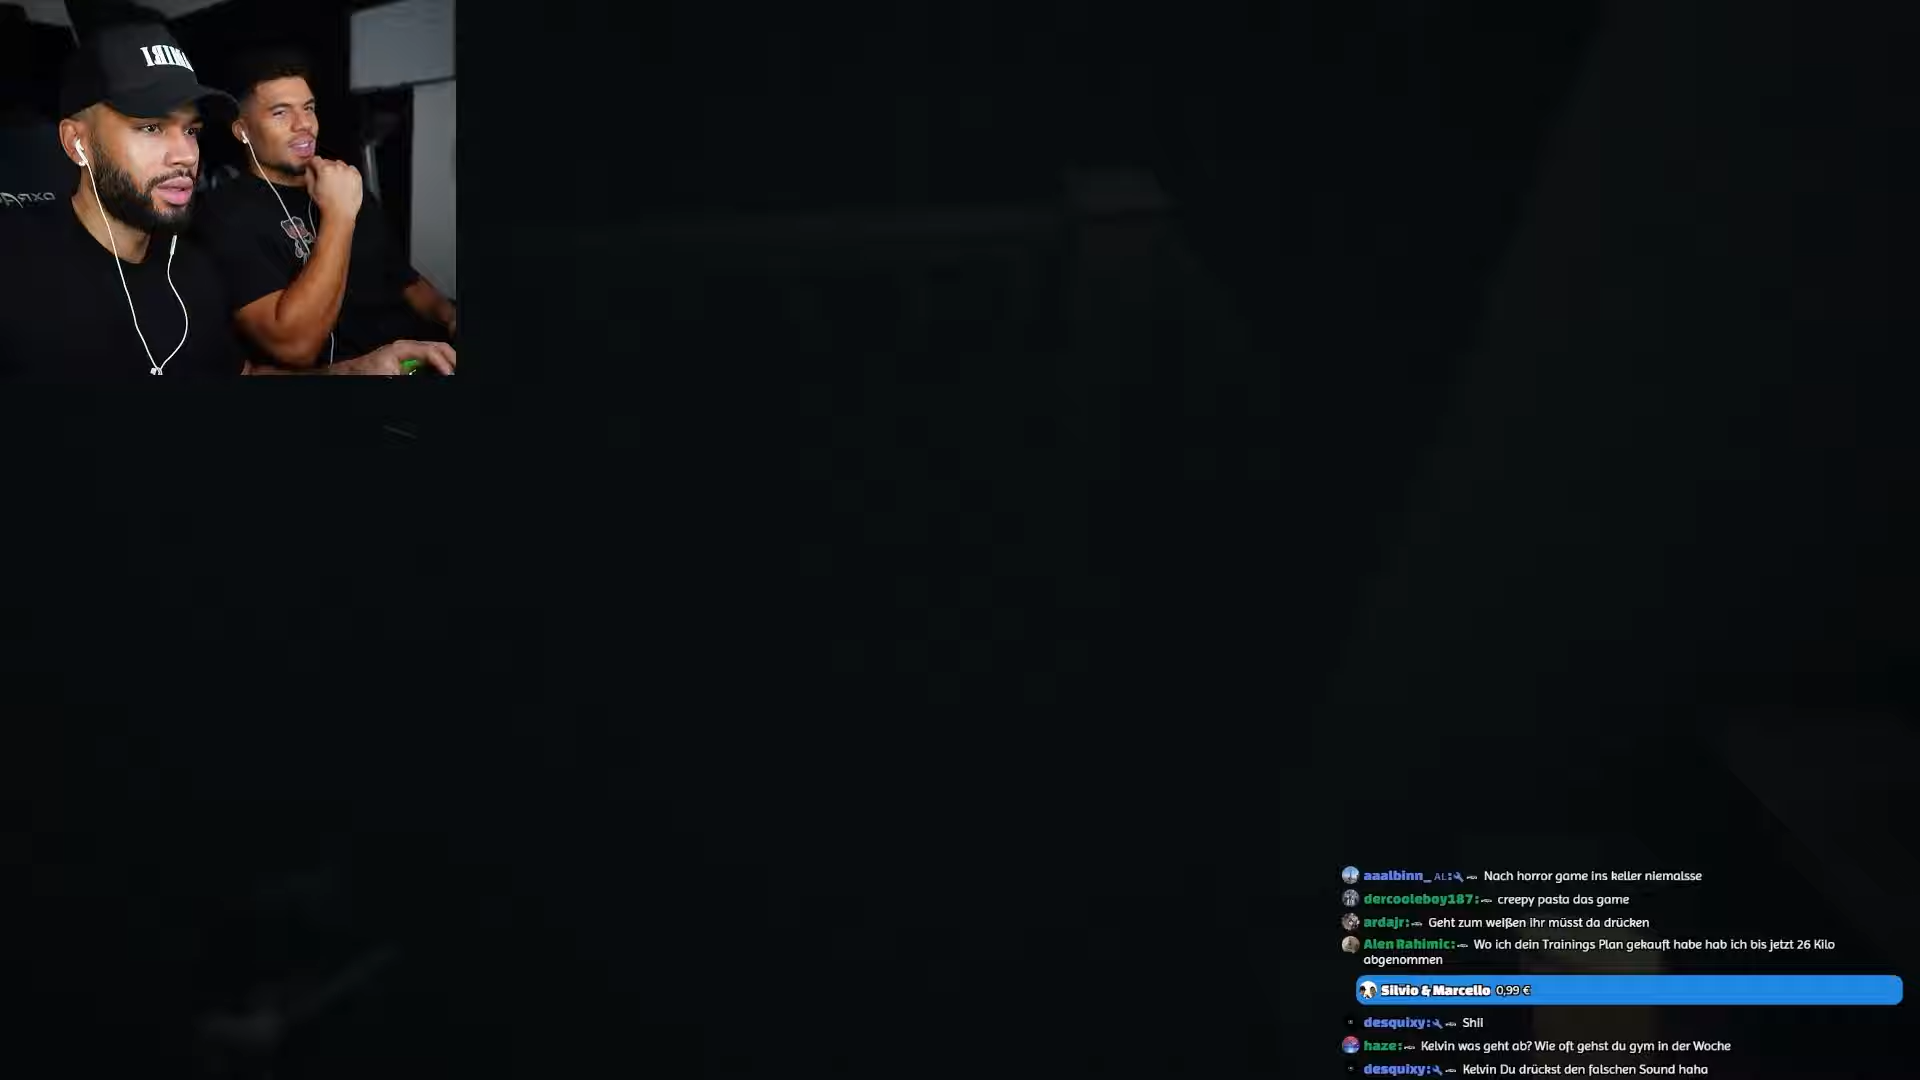 aaalbinn_ AL: Nach horror game ins keller niemalsse
dercooleboy187: creepy pasta das game
ardajr: Geht zum weißen ihr müsst da drücken
Alen Rahimic: Wo ich dein Trainings Plan gekauft habe hab ich bis jetzt 26 Kilo
abgenommen
Silvio & Marcello 0,99 €
desquixy: Shii
haze: Kelvin was geht ab? Wie oft gehst du gym in der Woche
desquixy: Kelvin Du drückst den falschen Sound haha